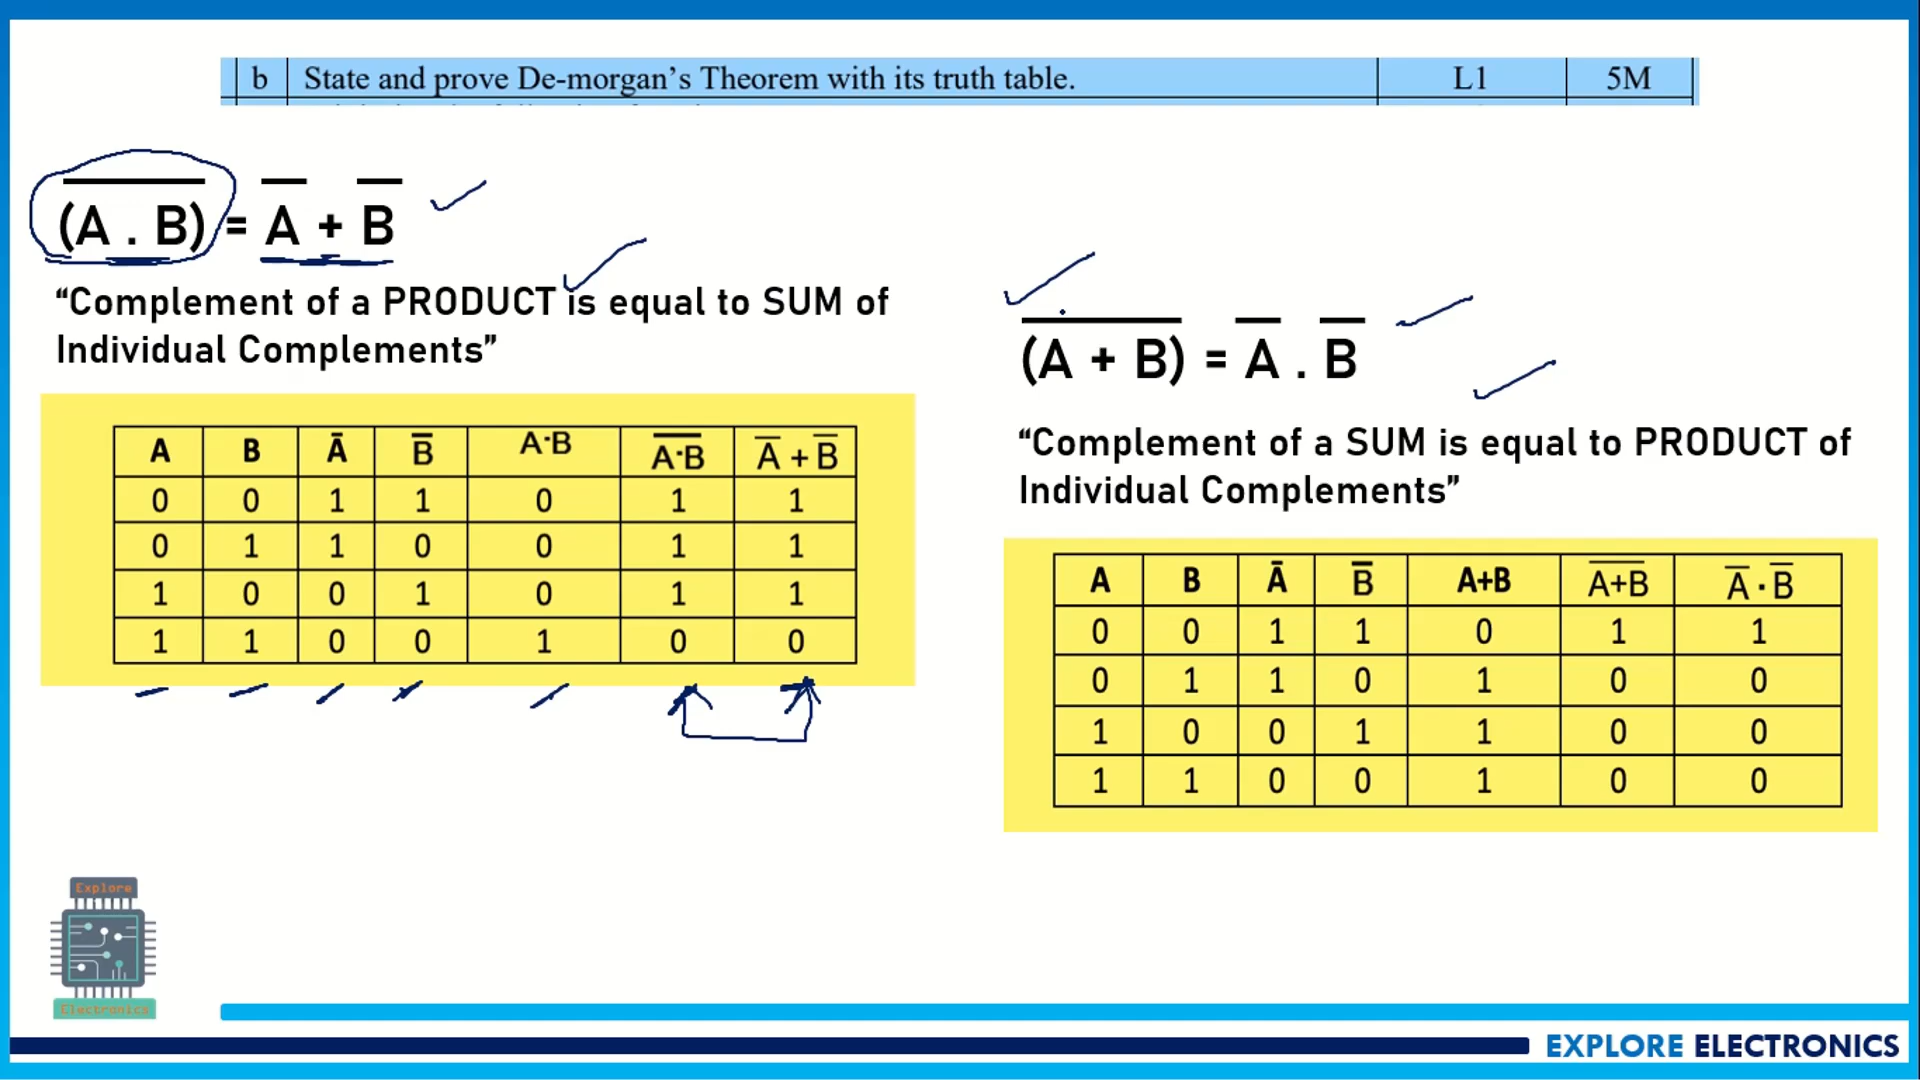 b State and prove De-morgan's Theorem with its truth table. L1 5M
(A . B)‾ = A̅ + B̅
“Complement of a PRODUCT is equal to SUM of
Individual Complements”
A B A̅ B̅ A·B A·B‾ A̅ + B̅
0 0 1 1 0 1 1
0 1 1 0 0 1 1
1 0 0 1 0 1 1
1 1 0 0 1 0 0
(A + B)‾ = A̅ . B̅
“Complement of a SUM is equal to PRODUCT of
Individual Complements”
A B A̅ B̅ A+B A+B‾ A̅ · B̅
0 0 1 1 0 1 1
0 1 1 0 1 0 0
1 0 0 1 1 0 0
1 1 0 0 1 0 0
Explore
Electronics
EXPLORE ELECTRONICS